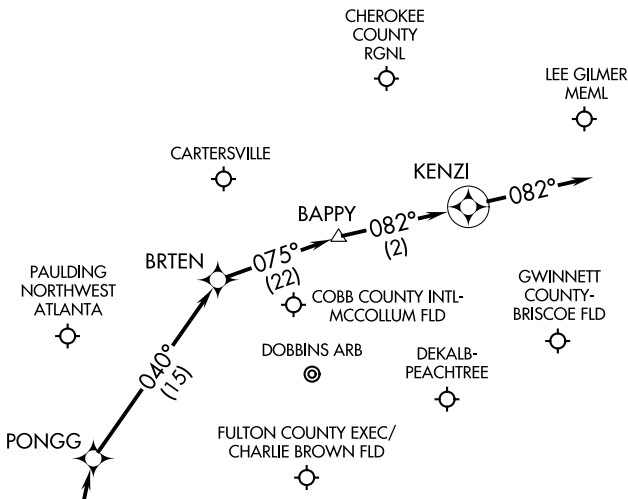 CHEROKEE
COUNTY
RGNL
LEE GILMER
MEML
CARTERSVILLE
KENZI
082°
BAPPY
082°
(2)
BRTEN
075°
(22)
PAULDING
NORTHWEST
ATLANTA
COBB COUNTY INTL-
MCCOLLUM FLD
GWINNETT
COUNTY-
BRISCOE FLD
DOBBINS ARB
DEKALB-
PEACHTREE
040°
(15)
PONGG
FULTON COUNTY EXEC/
CHARLIE BROWN FLD